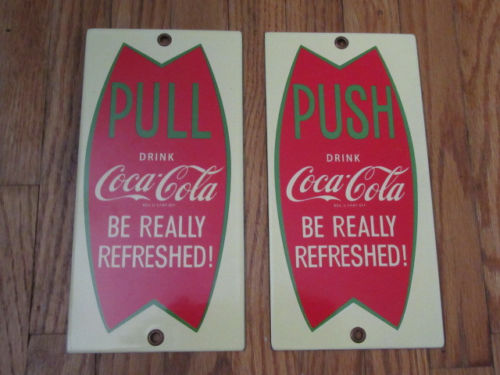 PULL
DRINK
Coca-Cola
BE REALLY
REFRESHED!
PUSH
DRINK
Coca-Cola
BE REALLY
REFRESHED!